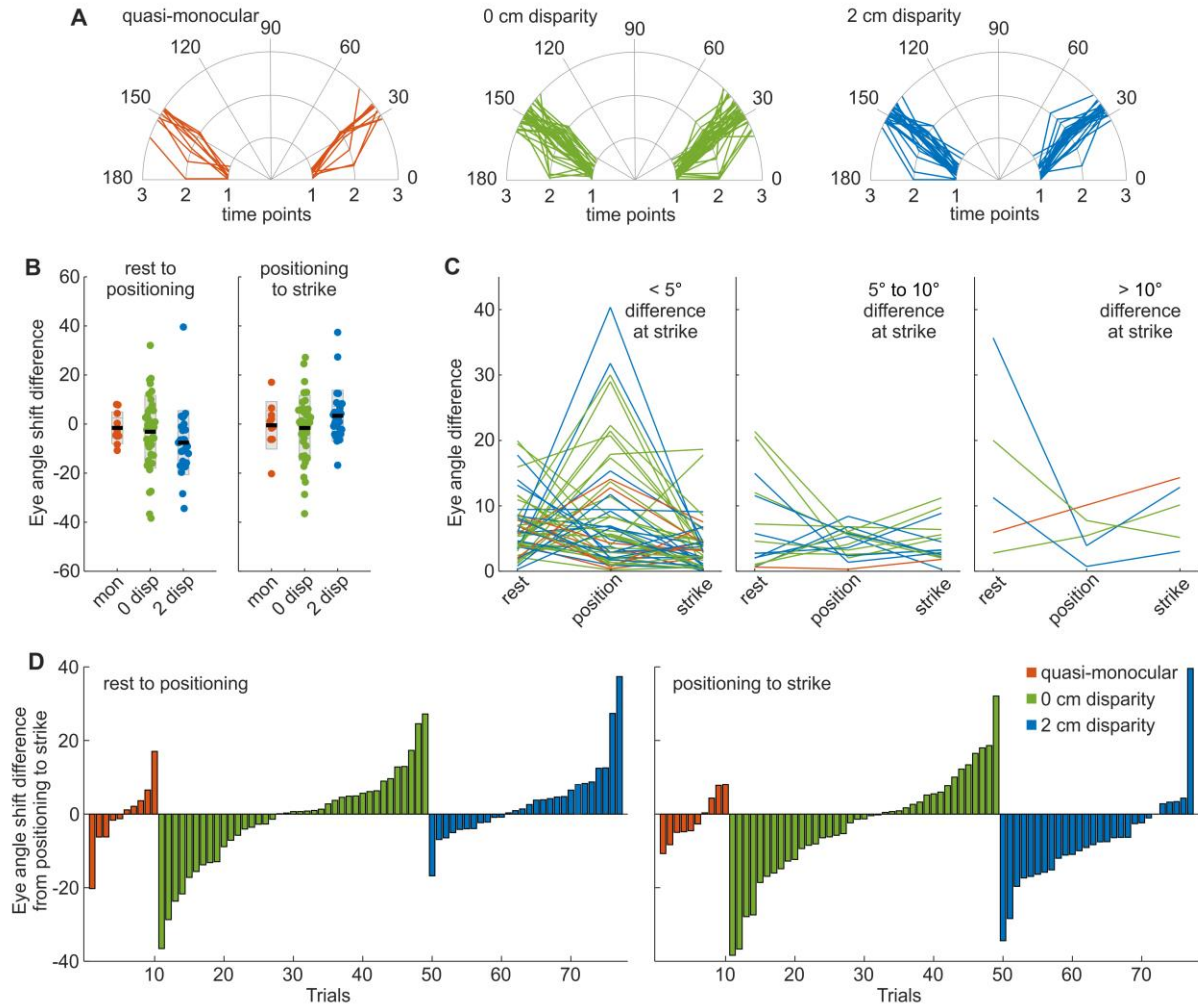 A
quasi-monocular
0 cm disparity
2 cm disparity
90
120
60
150
30
180
0
3 2 1 1 2 3
time points
90
120
60
150
30
180
0
3 2 1 1 2 3
time points
90
120
60
150
30
180
0
3 2 1 1 2 3
time points
B
rest to
positioning
positioning
to strike
Eye angle shift difference
60
40
20
0
-20
-40
-60
mon
0 disp
2 disp
mon
0 disp
2 disp
C
< 5°
difference
at strike
5° to 10°
difference
at strike
> 10°
difference
at strike
Eye angle difference
40
30
20
10
0
rest
position
strike
rest
position
strike
rest
position
strike
D
rest to positioning
positioning to strike
quasi-monocular
0 cm disparity
2 cm disparity
Eye angle shift difference
from positioning to strike
40
20
0
-20
-40
10 20 30 40 50 60 70
Trials
10 20 30 40 50 60 70
Trials